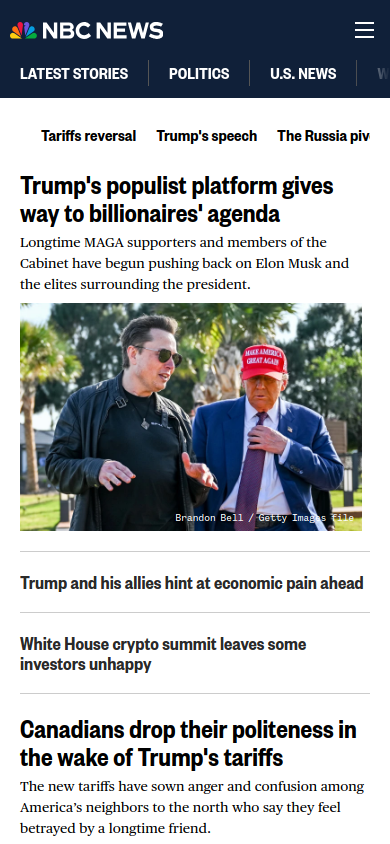 NBC NEWS
LATEST STORIES
POLITICS
U.S. NEWS
Tariffs reversal
Trump's speech
The Russia
Trump's populist platform gives
way to billionaires' agenda
Longtime MAGA supporters and members of the
Cabinet have begun pushing back on Elon Musk and
the elites surrounding the president.
MAKE AMERICA
GREAT AGAIN
Brandon Bell / Getty Images file
Trump and his allies hint at economic pain ahead
White House crypto summit leaves some
investors unhappy
Canadians drop their politeness in
the wake of Trump's tariffs
The new tariffs have sown anger and confusion among
America’s neighbors to the north who say they feel
betrayed by a longtime friend.